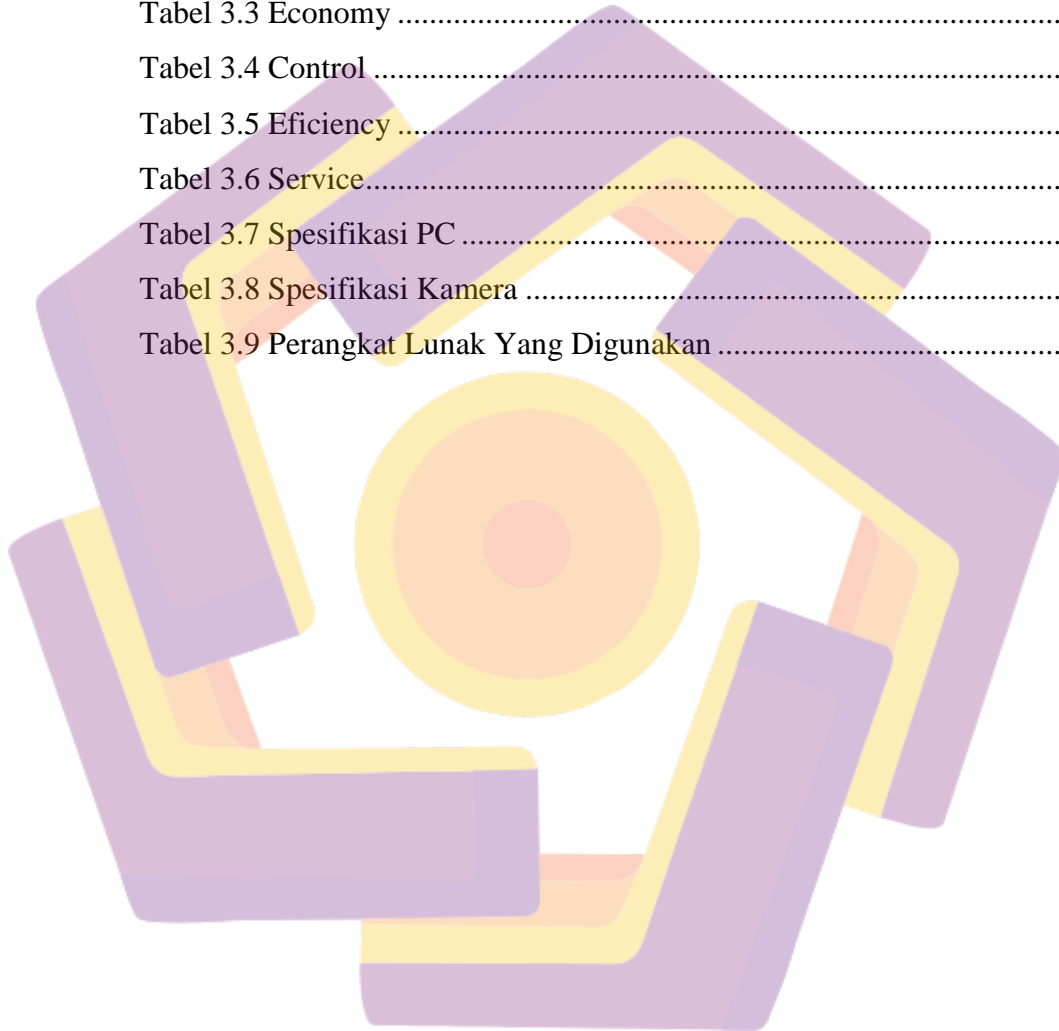 Tabel 3.3 Economy ........................................................................................
Tabel 3.4 Control ............................................................................................
Tabel 3.5 Eficiency ........................................................................................
Tabel 3.6 Service.............................................................................................
Tabel 3.7 Spesifikasi PC ................................................................................
Tabel 3.8 Spesifikasi Kamera .......................................................................
Tabel 3.9 Perangkat Lunak Yang Digunakan ............................................